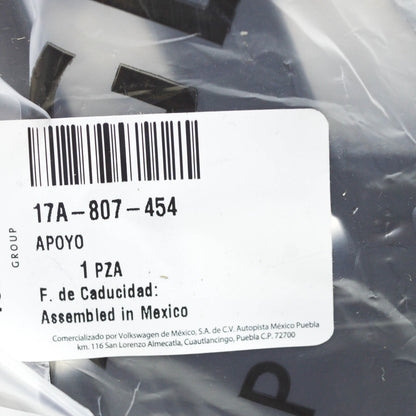 17A-807-454
APOYO
1 PZA
F. de Caducidad:
Assembled in Mexico
Comercializado por Volkswagen de México, S.A. de C.V. Autopista México Puebla
km. 116 San Lorenzo Almecatla, Cuautlancingo, Puebla C.P. 72700
GROUP